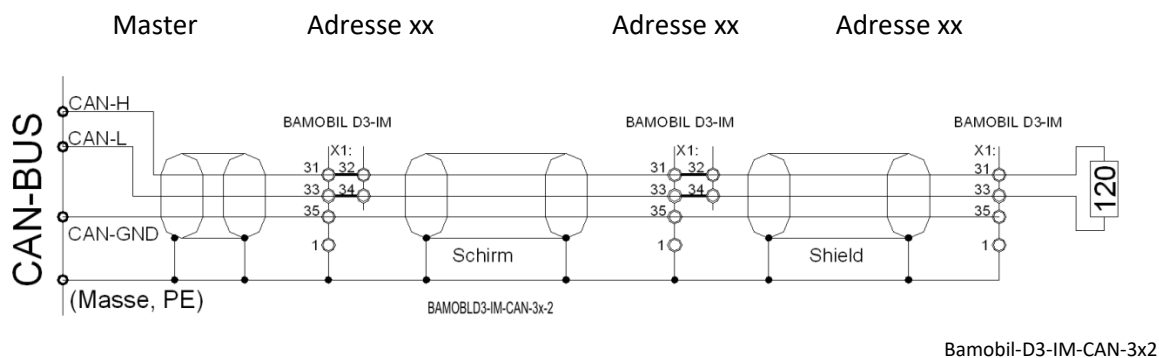 Master Adresse xx Adresse xx Adresse xx
CAN-BUS
CAN-H
CAN-L
CAN-GND
(Masse, PE)
BAMOBIL D3-IM BAMOBIL D3-IM BAMOBIL D3-IM
X1: X1:
31 32 31 32 31
33 34 33 34 33
35 35 35
1 1 1
120
Schirm Shield
BAMOBLD3-IM-CAN-3x-2
Bamobil-D3-IM-CAN-3x2